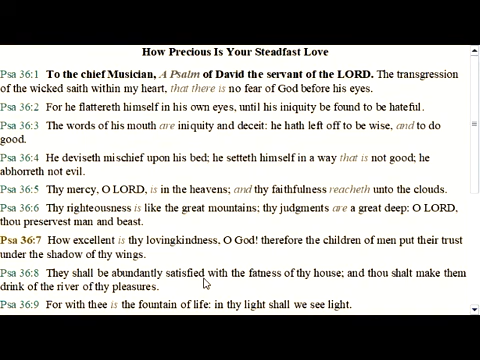 How Precious Is Your Steadfast Love
Psa 36:1 To the chief Musician, A Psalm of David the servant of the LORD. The transgression
of the wicked saith within my heart, that there is no fear of God before his eyes.
Psa 36:2 For he flattereth himself in his own eyes, until his iniquity be found to be hateful.
Psa 36:3 The words of his mouth are iniquity and deceit: he hath left off to be wise, and to do
good.
Psa 36:4 He deviseth mischief upon his bed; he setteth himself in a way that is not good; he
abhorreth not evil.
Psa 36:5 Thy mercy, O LORD, is in the heavens; and thy faithfulness reacheth unto the clouds.
Psa 36:6 Thy righteousness is like the great mountains; thy judgments are a great deep: O LORD,
thou preservest man and beast.
Psa 36:7 How excellent is thy lovingkindness, O God! therefore the children of men put their trust
under the shadow of thy wings.
Psa 36:8 They shall be abundantly satisfied with the fatness of thy house; and thou shalt make them
drink of the river of thy pleasures.
Psa 36:9 For with thee is the fountain of life: in thy light shall we see light.